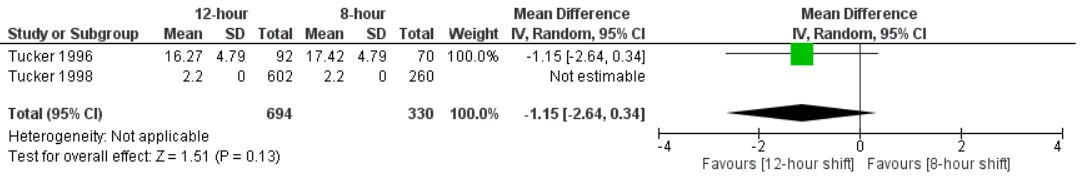 12-hour 8-hour Mean Difference Mean Difference
Study or Subgroup Mean SD Total Mean SD Total Weight IV, Random, 95% CI IV, Random, 95% CI
Tucker 1996 16.27 4.79 92 17.42 4.79 70 100.0% -1.15 [-2.64, 0.34]
Tucker 1998 2.2 0 602 2.2 0 260 Not estimable
Total (95% CI) 694 330 100.0% -1.15 [-2.64, 0.34]
Heterogeneity: Not applicable
Test for overall effect: Z = 1.51 (P = 0.13)
-4 -2 0 2 4
Favours [12-hour shift] Favours [8-hour shift]